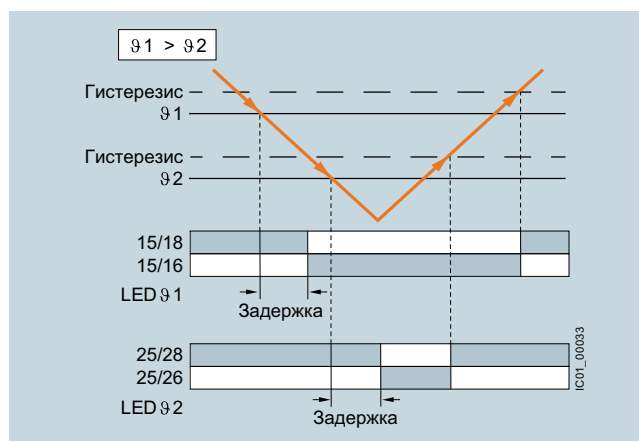 ϑ1 > ϑ2
Гистерезис
ϑ1
Гистерезис
ϑ2
15/18
15/16
LED ϑ1
Задержка
25/28
25/26
LED ϑ2
Задержка
IC01_00033